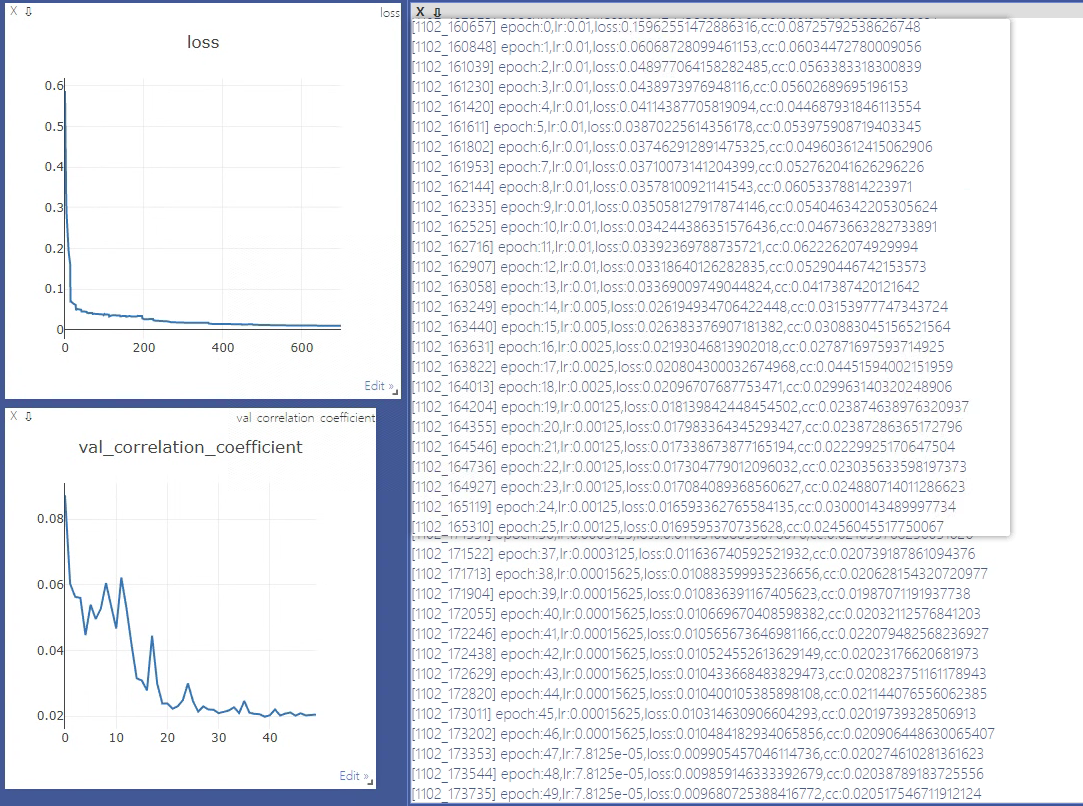 X ⇩ loss
loss
0.6
0.5
0.4
0.3
0.2
0.1
0
0 200 400 600
Edit »
X ⇩ val correlation coefficient
val_correlation_coefficient
0.08
0.06
0.04
0.02
0 10 20 30 40
Edit »
X ⇩
[1102_160657] epoch:0,lr:0.01,loss:0.15962551472886316,cc:0.08725792538626748
[1102_160848] epoch:1,lr:0.01,loss:0.06068728099461153,cc:0.06034472780009056
[1102_161039] epoch:2,lr:0.01,loss:0.048977064158282485,cc:0.0563383318300839
[1102_161230] epoch:3,lr:0.01,loss:0.0438973976948116,cc:0.05602689695196153
[1102_161420] epoch:4,lr:0.01,loss:0.04114387705819094,cc:0.044687931846113554
[1102_161611] epoch:5,lr:0.01,loss:0.03870225614356178,cc:0.053975908719403345
[1102_161802] epoch:6,lr:0.01,loss:0.037462912891475325,cc:0.049603612415062906
[1102_161953] epoch:7,lr:0.01,loss:0.03710073141204399,cc:0.052762041626296226
[1102_162144] epoch:8,lr:0.01,loss:0.03578100921141543,cc:0.06053378814223971
[1102_162335] epoch:9,lr:0.01,loss:0.035058127917874146,cc:0.054046342205305624
[1102_162525] epoch:10,lr:0.01,loss:0.034244386351576436,cc:0.04673663282733891
[1102_162716] epoch:11,lr:0.01,loss:0.03392369788735721,cc:0.0622262074929994
[1102_162907] epoch:12,lr:0.01,loss:0.03318640126282835,cc:0.05290446742153573
[1102_163058] epoch:13,lr:0.01,loss:0.03369009749044824,cc:0.0417387420121642
[1102_163249] epoch:14,lr:0.005,loss:0.026194934706422448,cc:0.03153977747343724
[1102_163440] epoch:15,lr:0.005,loss:0.026383376907181382,cc:0.030883045156521564
[1102_163631] epoch:16,lr:0.0025,loss:0.02193046813902018,cc:0.027871697593714925
[1102_163822] epoch:17,lr:0.0025,loss:0.020804300032674968,cc:0.04451594002151959
[1102_164013] epoch:18,lr:0.0025,loss:0.02096707687753471,cc:0.029963140320248906
[1102_164204] epoch:19,lr:0.00125,loss:0.018139842448454502,cc:0.023874638976320937
[1102_164355] epoch:20,lr:0.00125,loss:0.017983364345293427,cc:0.02387286365172796
[1102_164546] epoch:21,lr:0.00125,loss:0.017338673877165194,cc:0.02229925170647504
[1102_164736] epoch:22,lr:0.00125,loss:0.017304779012096032,cc:0.023035633598197373
[1102_164927] epoch:23,lr:0.00125,loss:0.017084089368560627,cc:0.024880714011286623
[1102_165119] epoch:24,lr:0.00125,loss:0.016593362765584135,cc:0.03000143489997734
[1102_165310] epoch:25,lr:0.00125,loss:0.0169595370735628,cc:0.02456045517750067
[1102_171522] epoch:37,lr:0.0003125,loss:0.011636740592521932,cc:0.020739187861094376
[1102_171713] epoch:38,lr:0.00015625,loss:0.010883599935236656,cc:0.020628154320720977
[1102_171904] epoch:39,lr:0.00015625,loss:0.010836391167405623,cc:0.01987071191937738
[1102_172055] epoch:40,lr:0.00015625,loss:0.010669670408558382,cc:0.02032112576841203
[1102_172246] epoch:41,lr:0.00015625,loss:0.010565673646981166,cc:0.022079482568236927
[1102_172438] epoch:42,lr:0.00015625,loss:0.010524552613629149,cc:0.02023176620681973
[1102_172629] epoch:43,lr:0.00015625,loss:0.010433668483829473,cc:0.020823751161178943
[1102_172820] epoch:44,lr:0.00015625,loss:0.010400105385898108,cc:0.021144076556062385
[1102_173011] epoch:45,lr:0.00015625,loss:0.010314630906604293,cc:0.02019739328506913
[1102_173202] epoch:46,lr:0.00015625,loss:0.010484182934065856,cc:0.020906448630065407
[1102_173353] epoch:47,lr:7.8125e-05,loss:0.009905457046114736,cc:0.020274610281361623
[1102_173544] epoch:48,lr:7.8125e-05,loss:0.009859146333392679,cc:0.02038789183725556
[1102_173735] epoch:49,lr:7.8125e-05,loss:0.009680725388416772,cc:0.020517546711912124